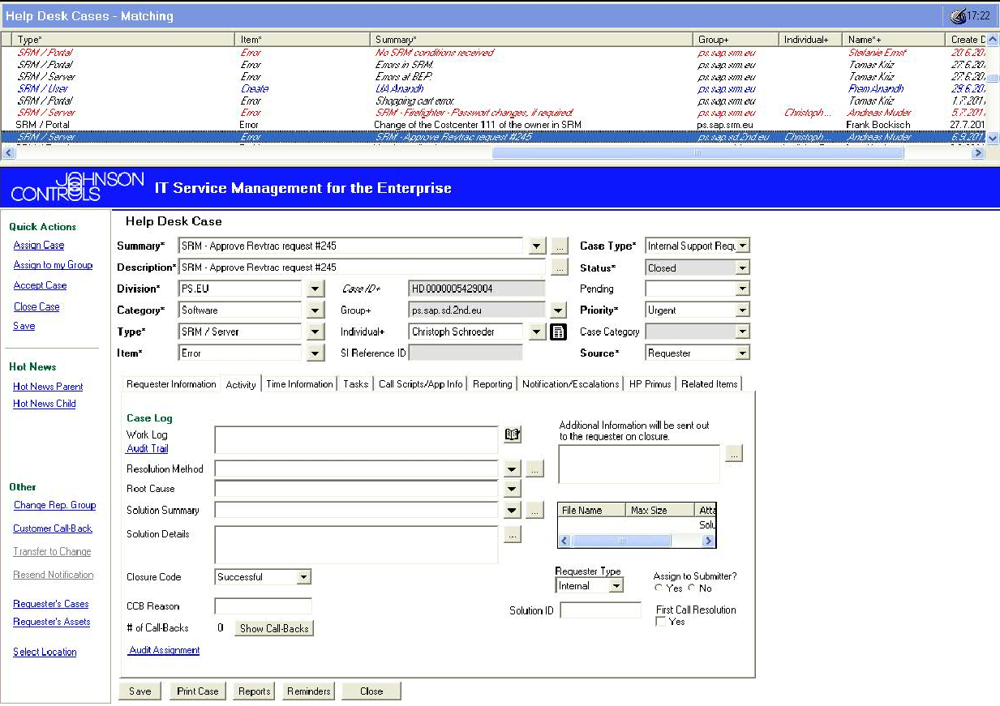 Help Desk Cases - Matching 17:22
Type* Item* Summary* Group+ Individual+ Name*+ Create D
SRM / Portal Error No SRM conditions received ps.sap.srm.eu Stefanie Ernst 20.6.20
SRM / Portal Error Errors in SRM. ps.sap.srm.eu Tomas Kriz 27.6.20
SRM / Server Error Errors at BEP. ps.sap.srm.eu Tomas Kriz 27.6.20
SRM / User Create UA Anandh ps.sap.srm.eu Prem Anandh 29.6.20
SRM / Portal Error Shopping cart error. ps.sap.srm.eu Tomas Kriz 1.7.201
SRM / Server Error SRM - Firefighter - Passwort changes, if required. ps.sap.srm.eu Christoph ... Andreas Muder 5.7.201
SRM / Portal Error Change of the Costcenter 111 of the owner in SRM ps.sap.srm.eu Frank Bockisch 27.7.201
SRM / Server Error SRM - Approve Revtrac request #245 ps.sap.sd.2nd.eu Christoph ... Andreas Muder 6.9.201
JOHNSON CONTROLS IT Service Management for the Enterprise
Quick Actions
Assign Case
Assign to my Group
Accept Case
Close Case
Save
Hot News
Hot News Parent
Hot News Child
Other
Change Rep. Group
Customer Call-Back
Transfer to Change
Resend Notification
Requester's Cases
Requester's Assets
Select Location
Help Desk Case
Summary* SRM - Approve Revtrac request #245 ... Case Type* Internal Support Requ
Description* SRM - Approve Revtrac request #245 ... Status* Closed
Division* PS.EU Case ID+ HD0000005429004 Pending
Category* Software Group+ ps.sap.sd.2nd.eu Priority* Urgent
Type* SRM / Server Individual+ Christoph Schroeder Case Category
Item* Error SI Reference ID Source* Requester
Requester Information Activity Time Information Tasks Call Scripts/App Info Reporting Notification/Escalations HP Primus Related Items
Case Log
Work Log
Audit Trail
Resolution Method ...
Root Cause
Solution Summary ...
Solution Details ...
Closure Code Successful
CCB Reason
# of Call-Backs 0 Show Call-Backs
Audit Assignment
Additional Information will be sent out
to the requester on closure.
...
File Name Max Size Atta
Solu
Requester Type
Internal
Assign to Submitter?
Yes No
Solution ID
First Call Resolution
Yes
Save Print Case Reports Reminders Close